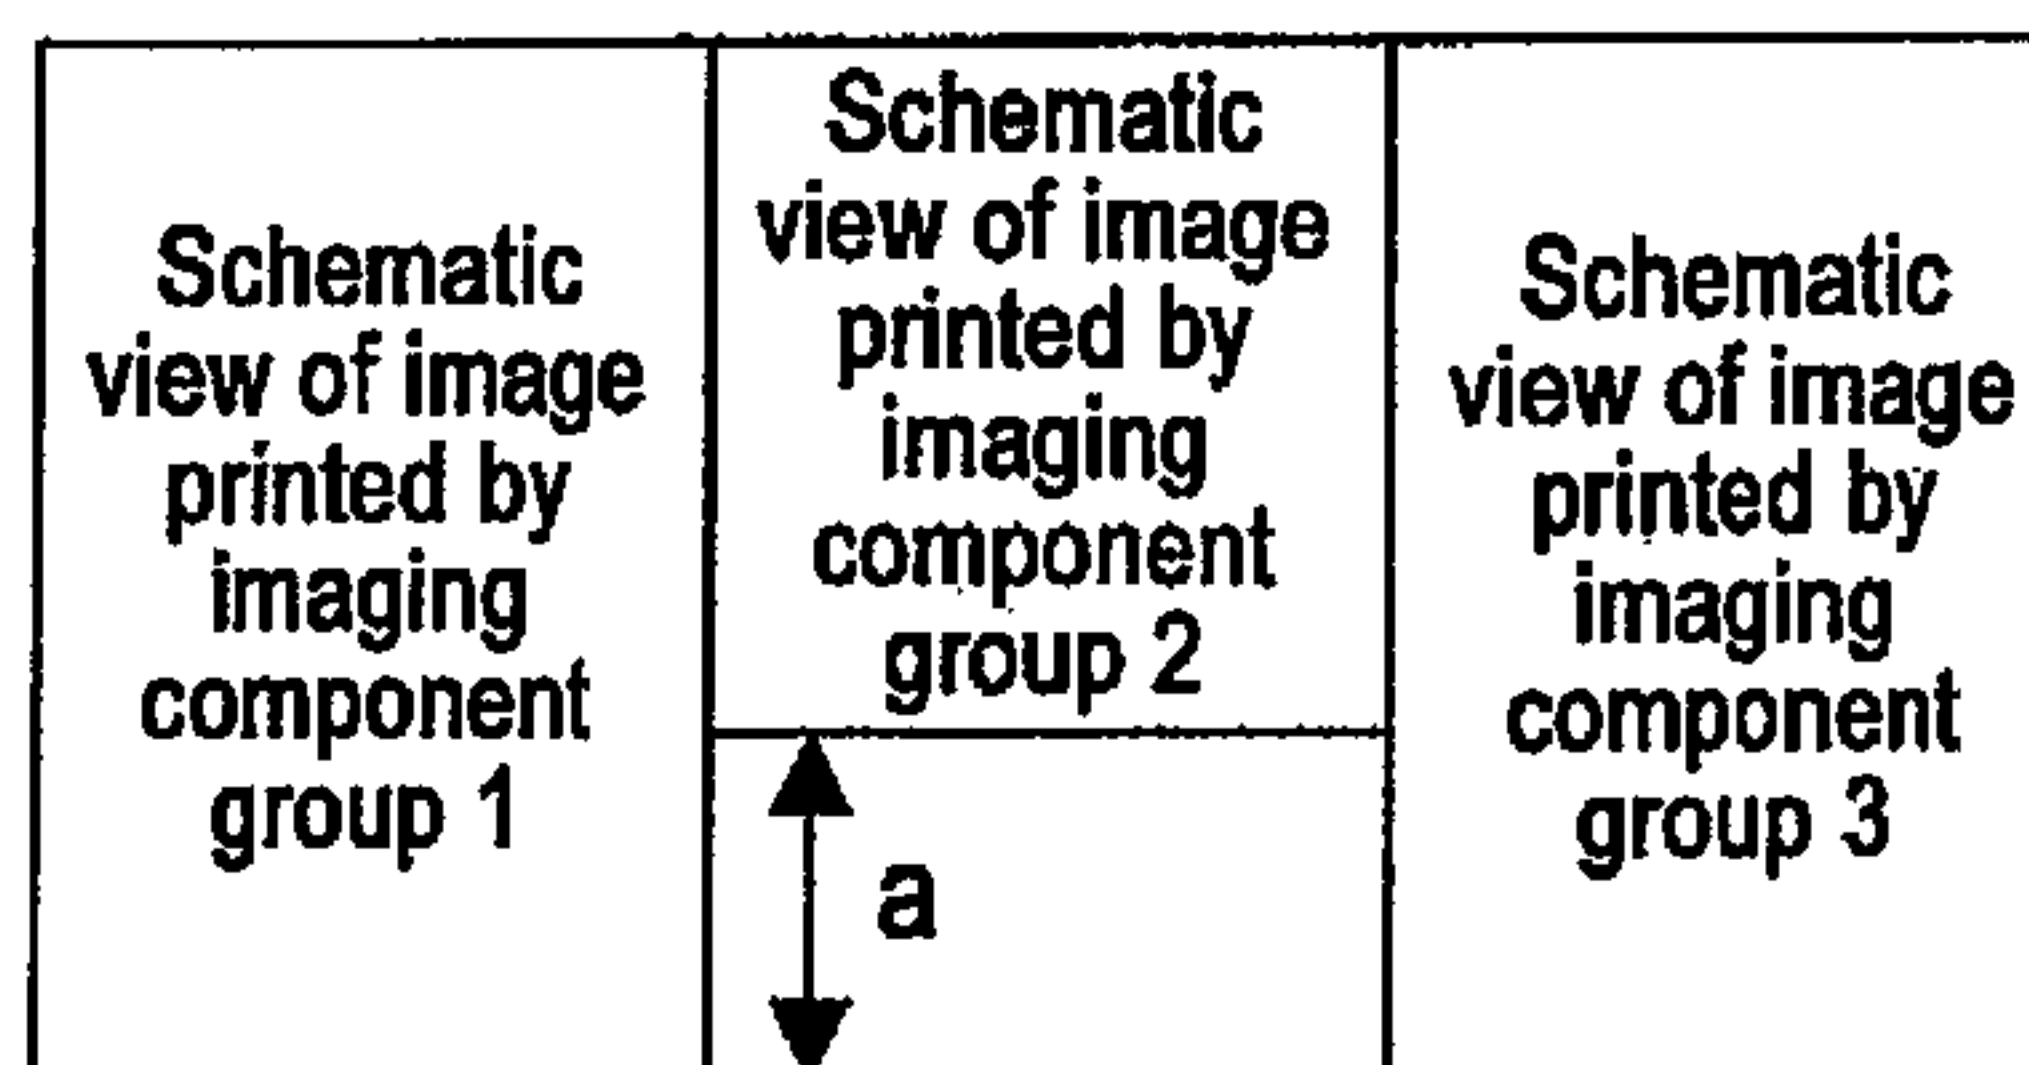 Schematic
view of image
printed by
imaging
component
group 1
Schematic
view of image
printed by
imaging
component
group 2
a
Schematic
view of image
printed by
imaging
component
group 3